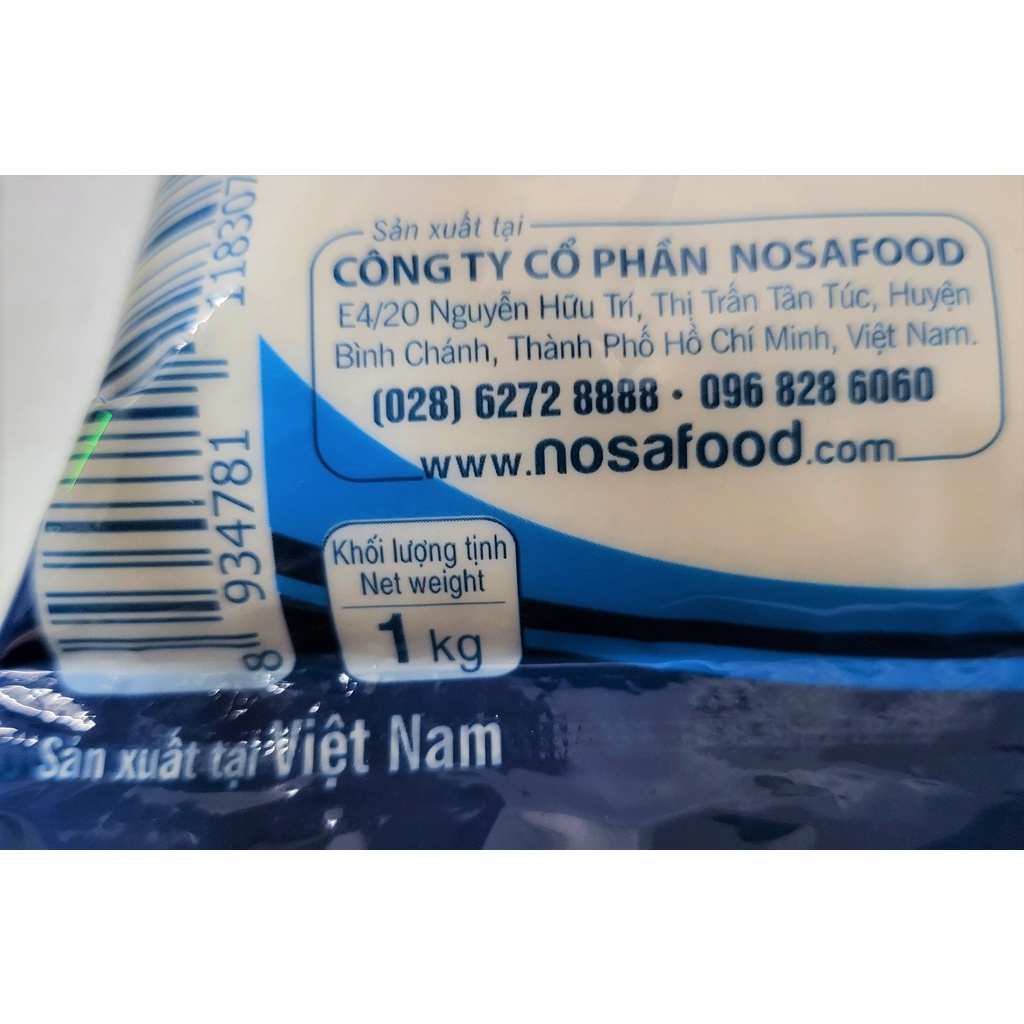 Sản xuất tại
CÔNG TY CỔ PHẦN NOSAFOOD
E4/20 Nguyễn Hữu Trí, Thị Trấn Tân Túc, Huyện
Bình Chánh, Thành Phố Hồ Chí Minh, Việt Nam.
(028) 6272 8888 • 096 828 6060
www.nosafood.com
8 934781 118307
Khối lượng tịnh
Net weight
1 kg
Sản xuất tại Việt Nam